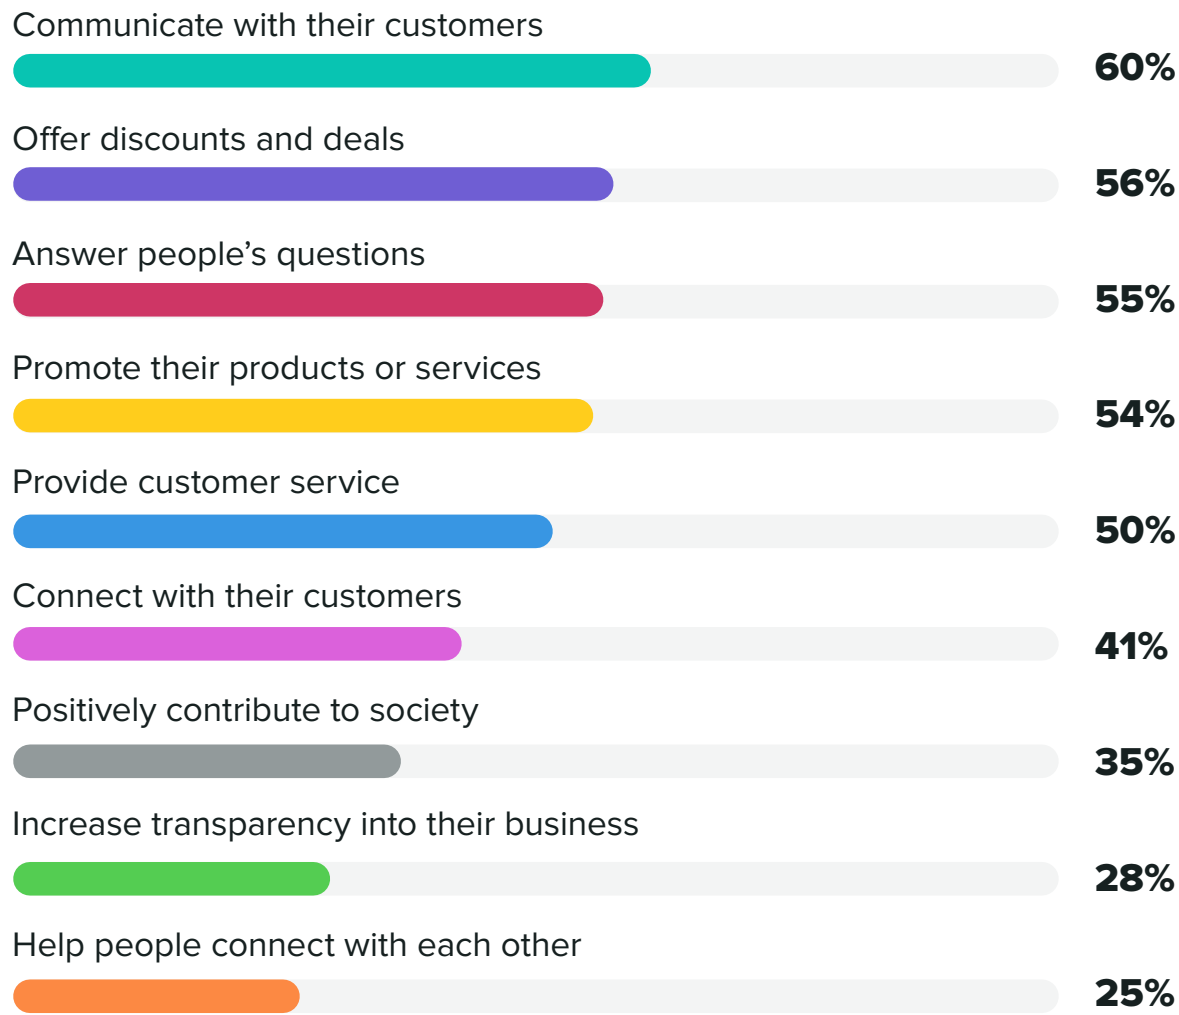 Communicate with their customers
60%
Offer discounts and deals
56%
Answer people’s questions
55%
Promote their products or services
54%
Provide customer service
50%
Connect with their customers
41%
Positively contribute to society
35%
Increase transparency into their business
28%
Help people connect with each other
25%